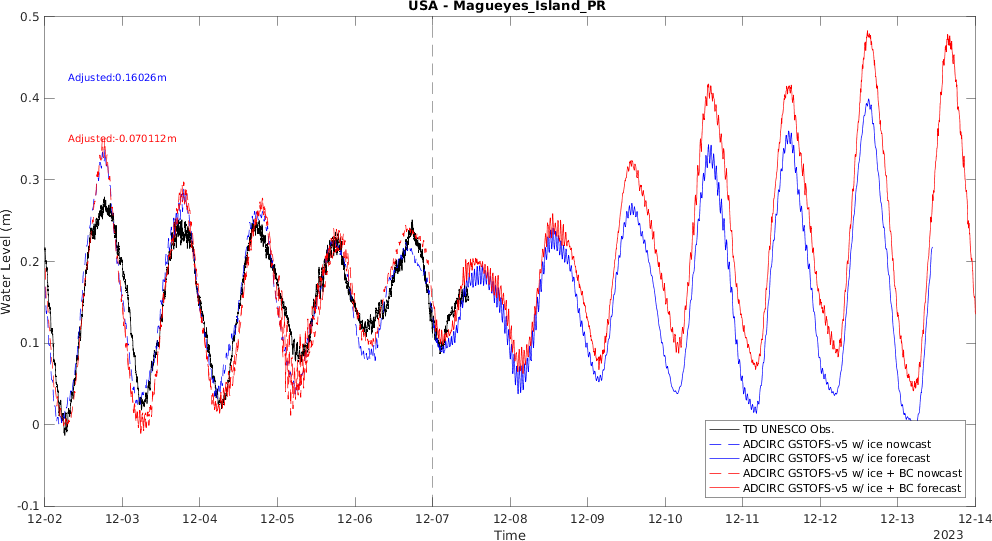 USA - Magueyes_Island_PR
0.5
0.4
0.3
0.2
0.1
0
-0.1
Water Level (m)
Adjusted:0.16026m
Adjusted:-0.070112m
TD UNESCO Obs.
ADCIRC GSTOFS-v5 w/ ice nowcast
ADCIRC GSTOFS-v5 w/ ice forecast
ADCIRC GSTOFS-v5 w/ ice + BC nowcast
ADCIRC GSTOFS-v5 w/ ice + BC forecast
12-02 12-03 12-04 12-05 12-06 12-07 12-08 12-09 12-10 12-11 12-12 12-13 12-14
Time
2023